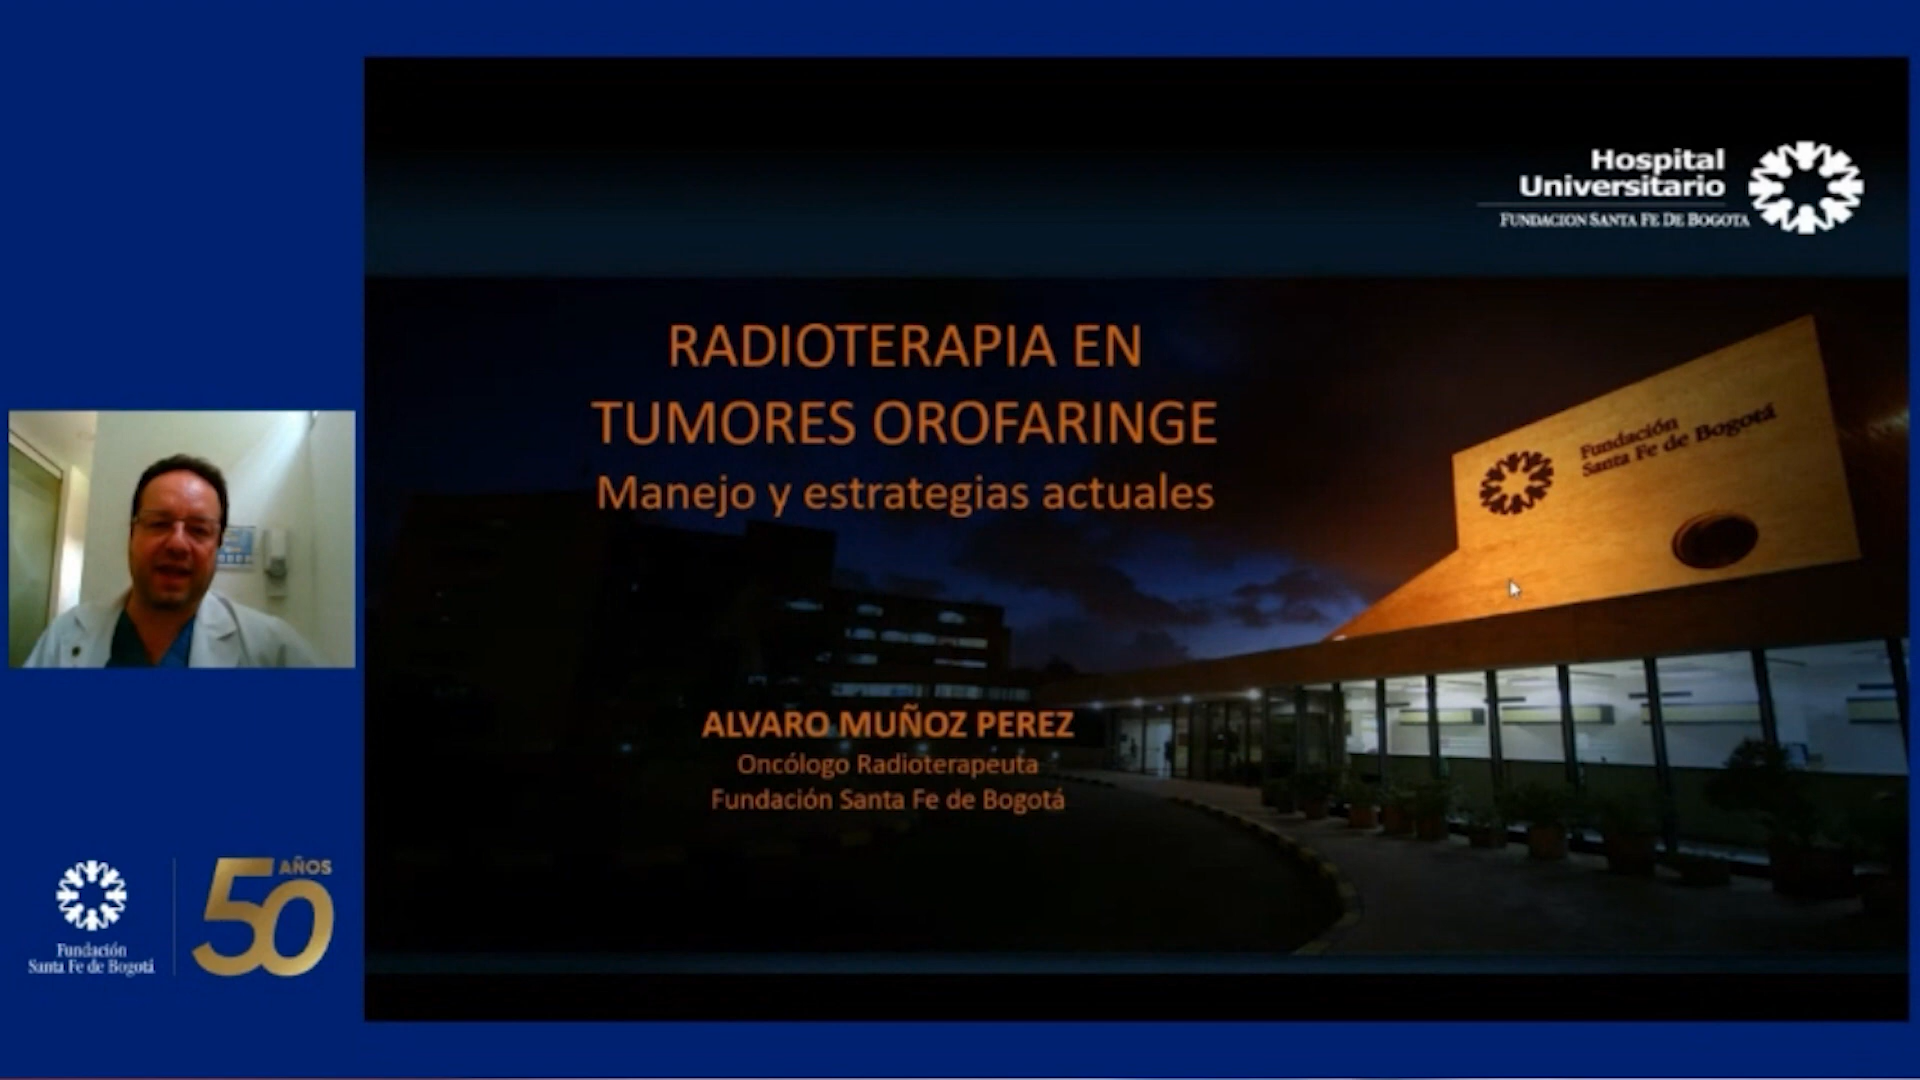 Hospital
Universitario
FUNDACION SANTA FE DE BOGOTA
RADIOTERAPIA EN
TUMORES OROFARINGE
Manejo y estrategias actuales
Fundación
Santa Fe de Bogotá
ALVARO MUÑOZ PEREZ
Oncólogo Radioterapeuta
Fundación Santa Fe de Bogotá
50 AÑOS
Fundación
Santa Fe de Bogotá